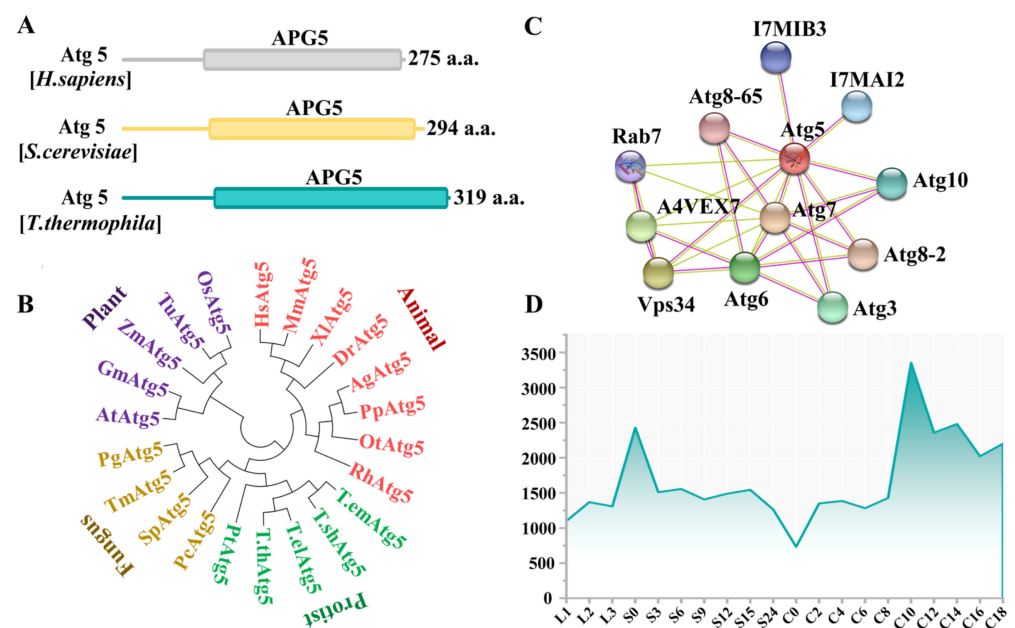 A
Atg 5
[H.sapiens]
APG5
275 a.a.
Atg 5
[S.cerevisiae]
APG5
294 a.a.
Atg 5
[T.thermophila]
APG5
319 a.a.
B
Plant
OsAtg5
TuAtg5
ZmAtg5
GmAtg5
AtAtg5
Animal
HsAtg5
MmAtg5
XlAtg5
DrAtg5
AgAtg5
PpAtg5
OtAtg5
RhAtg5
Protist
T.emAtg5
T.shAtg5
T.elAtg5
T.thAtg5
PtAtg5
Fungus
PcAtg5
SpAtg5
TmAtg5
PgAtg5
C
I7MIB3
I7MAI2
Atg8-65
Atg5
Rab7
Atg10
A4VEX7
Atg7
Atg8-2
Vps34
Atg6
Atg3
D
3500
3000
2500
2000
1500
1000
500
0
L1 L2 L3 S0 S3 S6 S9 S12 S15 S24 C0 C2 C4 C6 C8 C10 C12 C14 C16 C18